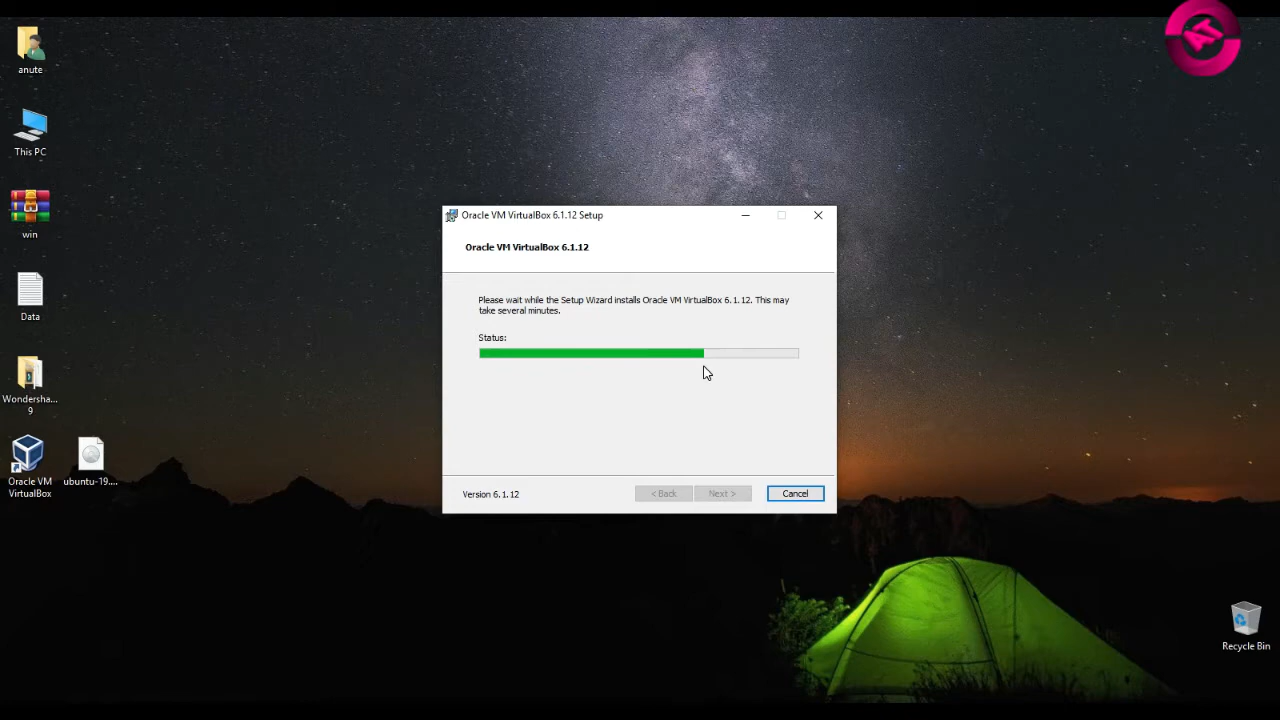 anute
This PC
win
Data
Wondersha...
9
Oracle VM
VirtualBox
ubuntu-19....
Oracle VM VirtualBox 6.1.12 Setup
Oracle VM VirtualBox 6.1.12
Please wait while the Setup Wizard installs Oracle VM VirtualBox 6.1.12. This may
take several minutes.
Status:
Version 6.1.12
< Back
Next >
Cancel
Recycle Bin